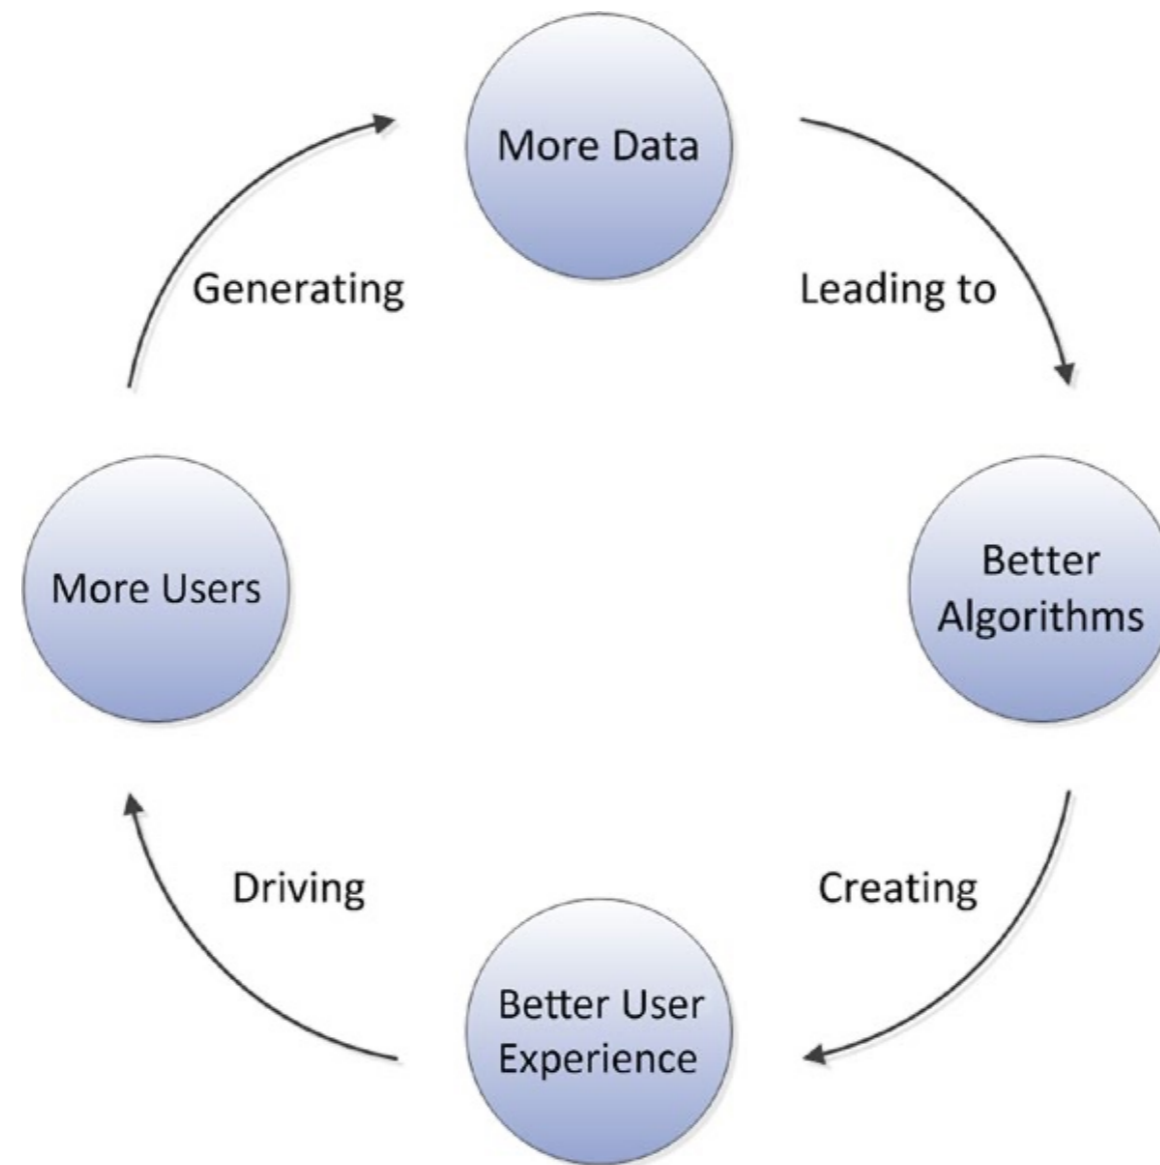 More Data
Generating
Leading to
More Users
Better
Algorithms
Driving
Creating
Better User
Experience